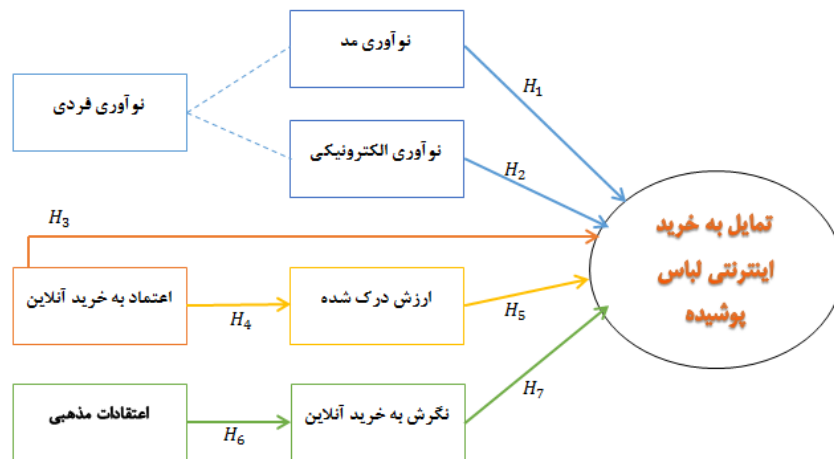 نوآوری مد
H1
نوآوری فردی
نوآوری الکترونیکی
H2
H3
تمایل به خرید
اینترنتی لباس
پوشیده
اعتماد به خرید آنلاین
H4
ارزش درک شده
H5
اعتقادات مذهبی
H6
نگرش به خرید آنلاین
H7